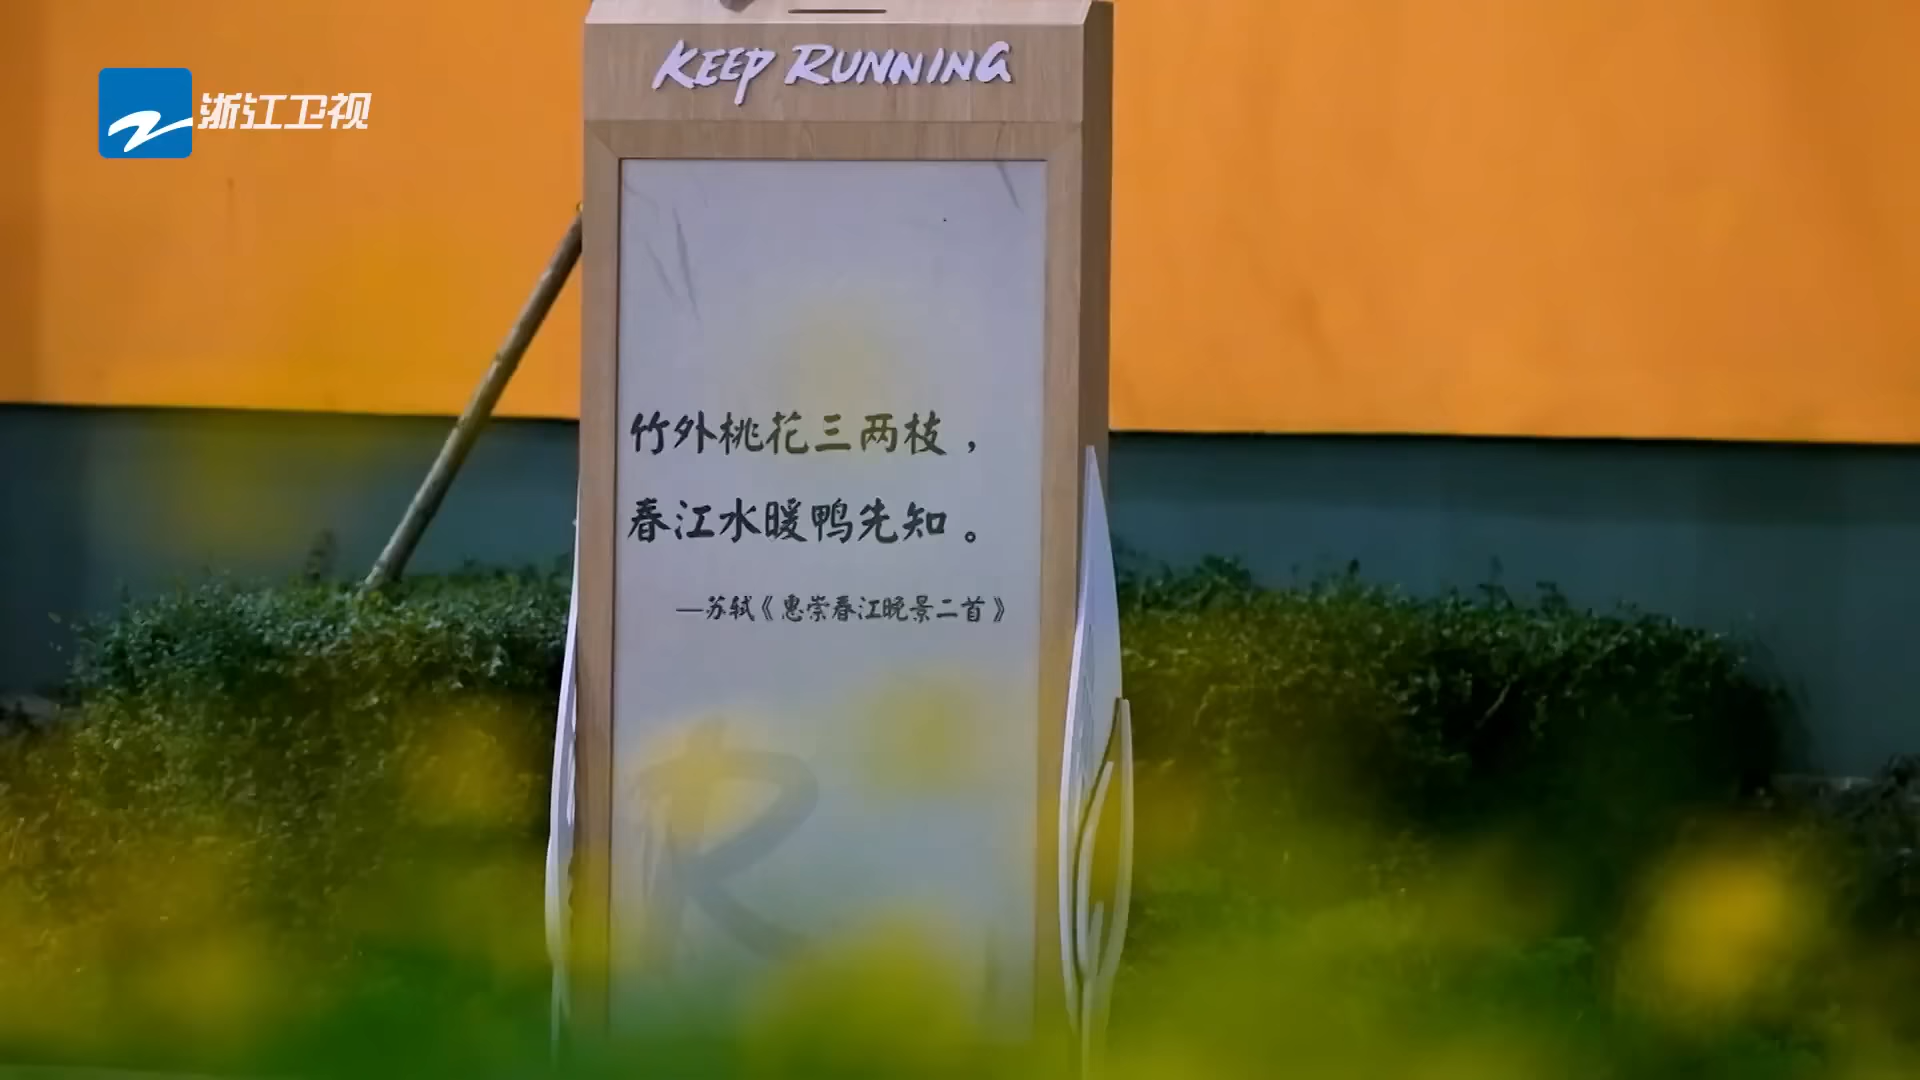 KEEP RUNNING
浙江卫视
竹外桃花三两枝，
春江水暖鸭先知。
—苏轼《惠崇春江晚景二首》
R